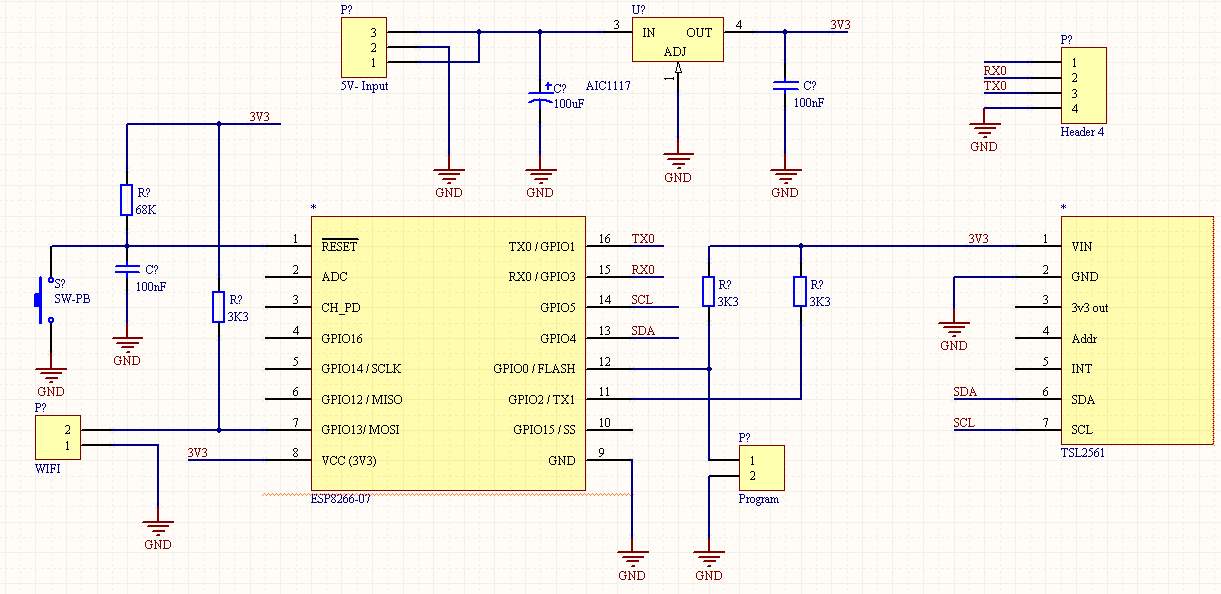 P?
3
2
1
5V- Input
C?
100uF
U?
3
IN
OUT
4
ADJ
1
AIC1117
3V3
C?
100nF
GND
GND
GND
GND
P?
RX0
TX0
1
2
3
4
Header 4
GND
3V3
R?
68K
C?
100nF
S?
SW-PB
R?
3K3
GND
GND
P?
2
1
WIFI
GND
3V3
*
1 RESET
2 ADC
3 CH_PD
4 GPIO16
5 GPIO14 / SCLK
6 GPIO12 / MISO
7 GPIO13/ MOSI
8 VCC (3V3)
TX0 / GPIO1 16 TX0
RX0 / GPIO3 15 RX0
GPIO5 14 SCL
GPIO4 13 SDA
GPIO0 / FLASH 12
GPIO2 / TX1 11
GPIO15 / SS 10
GND 9
ESP8266-07
GND
R?
3K3
R?
3K3
3V3
P?
1
2
Program
GND
*
1 VIN
2 GND
3 3v3 out
4 Addr
5 INT
SDA 6 SDA
SCL 7 SCL
TSL2561
GND